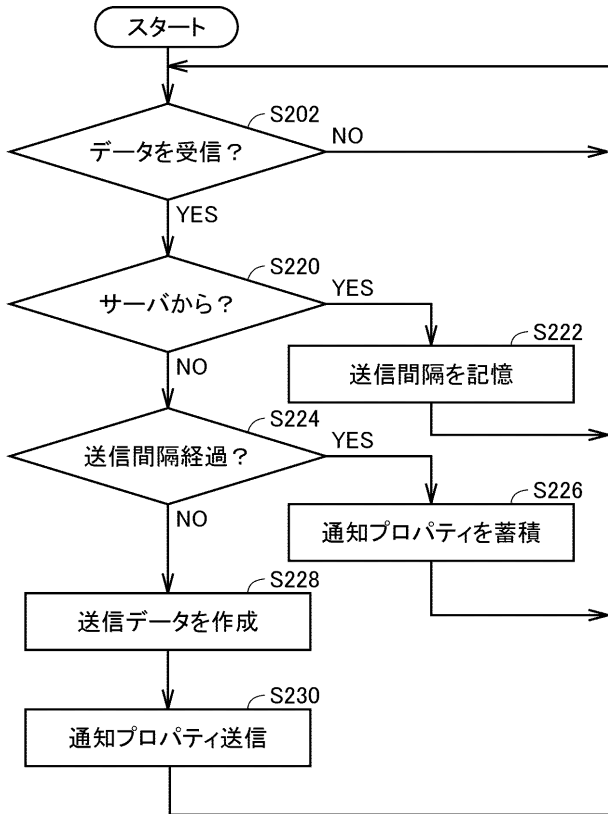 スタート
S202
データを受信？
NO
YES
S220
サーバから？
YES
S222
送信間隔を記憶
NO
S224
送信間隔経過？
YES
S226
通知プロパティを蓄積
NO
S228
送信データを作成
S230
通知プロパティ送信